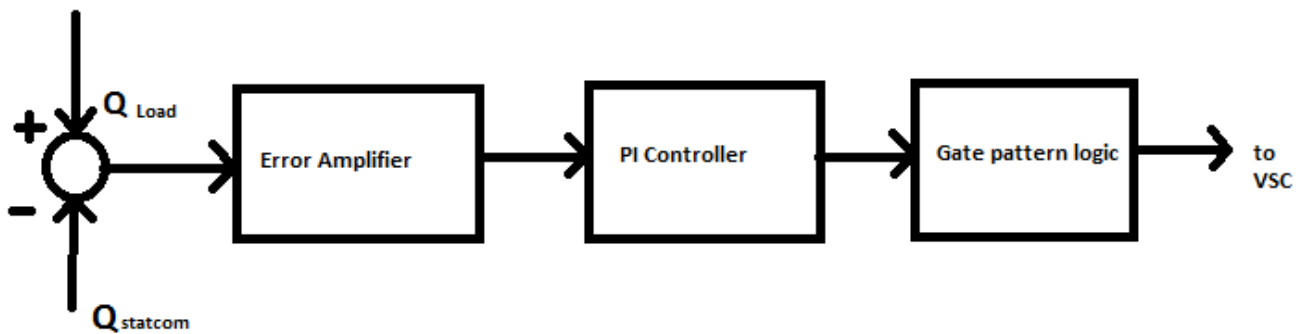 Q Load
+
Error Amplifier
PI Controller
Gate pattern logic
to
VSC
-
Q statcom